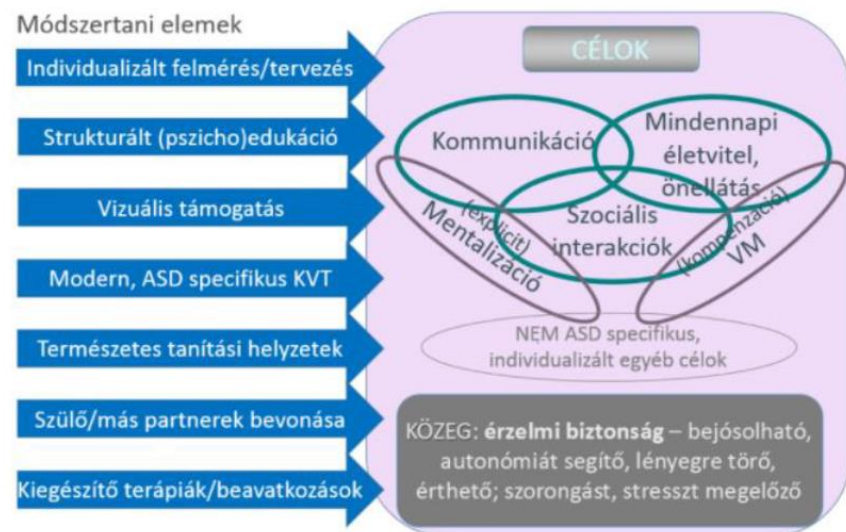 Módszertani elemek
Individualizált felmérés/tervezés
Strukturált (pszicho)edukáció
Vizuális támogatás
Modern, ASD specifikus KVT
Természetes tanítási helyzetek
Szülő/más partnerek bevonása
Kiegészítő terápiák/beavatkozások
CÉLOK
Kommunikáció
Mindennapi
életvitel,
önellátás
(explicit)
Mentalizáció
Szociális
interakciók
(kompenzáció)
VM
NEM ASD specifikus,
individualizált egyéb célok
KÖZEG: érzelmi biztonság – bejósolható,
autonómiát segítő, lényegre törő,
érthető; szorongást, stresszt megelőző